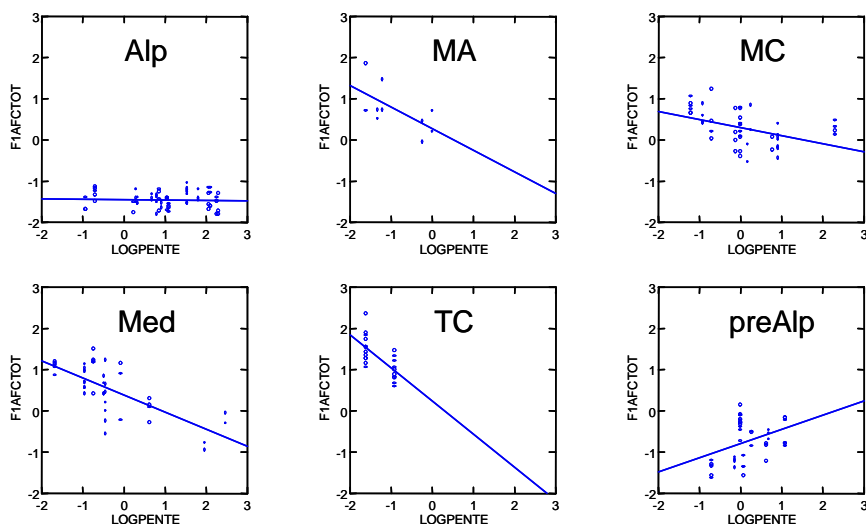 Alp
F1AFCTOT
3
2
1
0
-1
-2
-2 -1 0 1 2 3
LOGPENTE
MA
F1AFCTOT
3
2
1
0
-1
-2
-2 -1 0 1 2 3
LOGPENTE
MC
F1AFCTOT
3
2
1
0
-1
-2
-2 -1 0 1 2 3
LOGPENTE
Med
F1AFCTOT
3
2
1
0
-1
-2
-2 -1 0 1 2 3
LOGPENTE
TC
F1AFCTOT
3
2
1
0
-1
-2
-2 -1 0 1 2 3
LOGPENTE
preAlp
F1AFCTOT
3
2
1
0
-1
-2
-2 -1 0 1 2 3
LOGPENTE